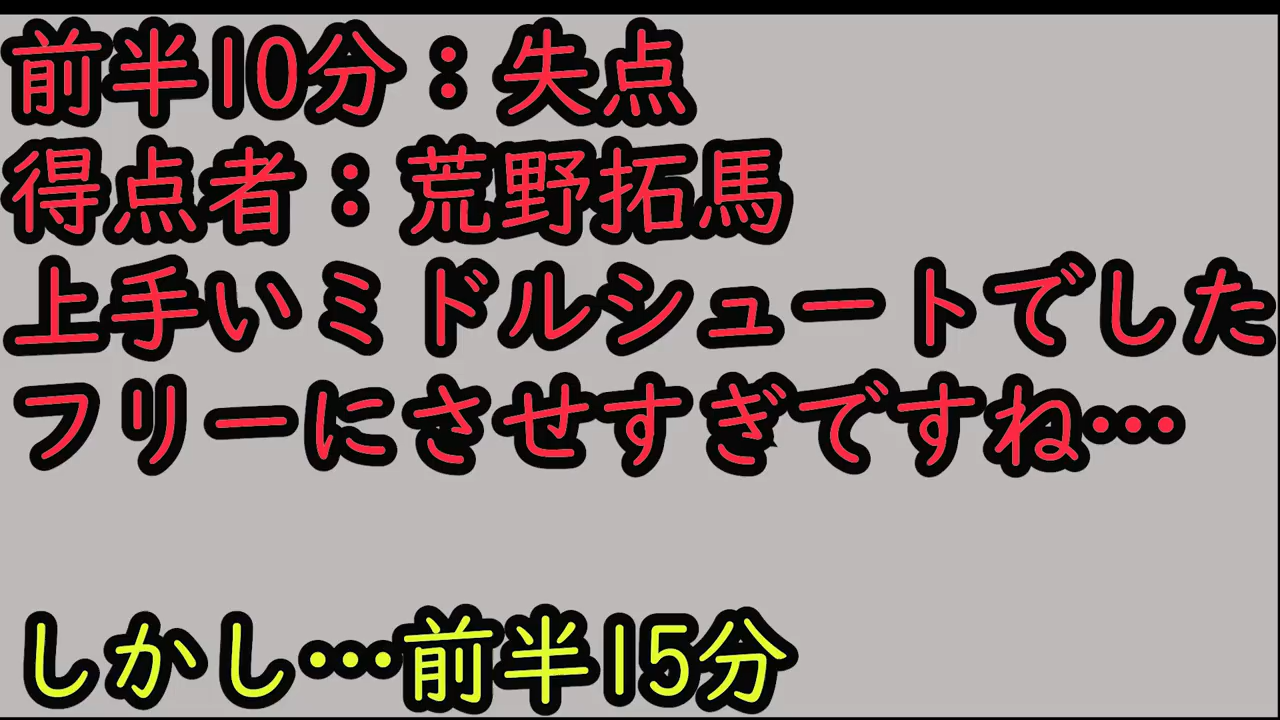 前半10分：失点
得点者：荒野拓馬
上手いミドルシュートでした
フリーにさせすぎですね…
しかし…前半15分